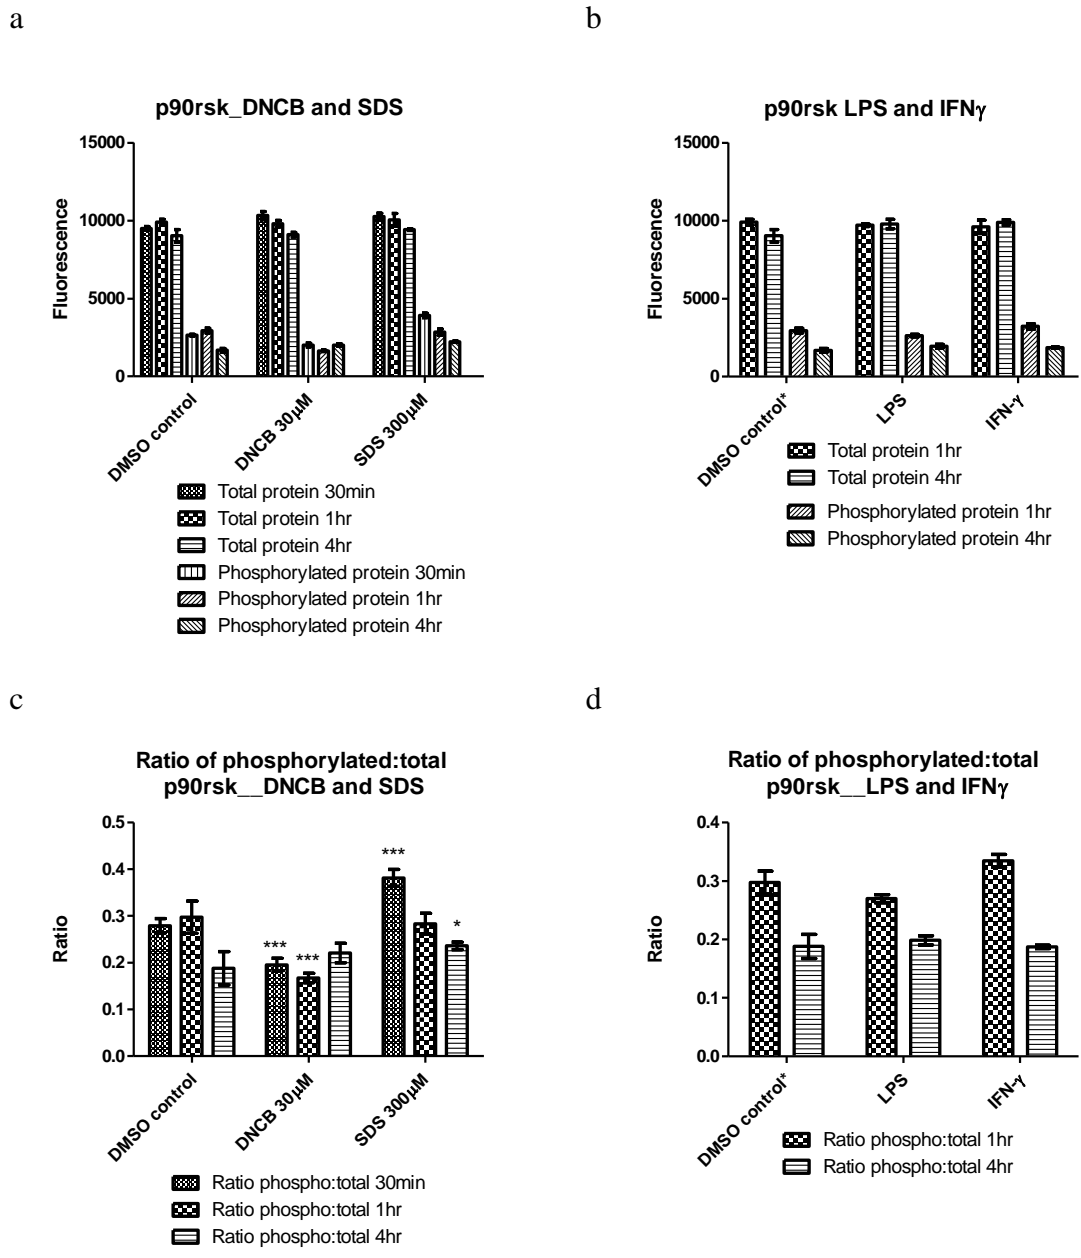 a
p90rsk_DNCB and SDS
15000
10000
5000
0
Fluorescence
DMSO control
DNCB 30µM
SDS 300µM
Total protein 30min
Total protein 1hr
Total protein 4hr
Phosphorylated protein 30min
Phosphorylated protein 1hr
Phosphorylated protein 4hr
b
p90rsk LPS and IFNγ
15000
10000
5000
0
Fluorescence
DMSO control*
LPS
IFN-γ
Total protein 1hr
Total protein 4hr
Phosphorylated protein 1hr
Phosphorylated protein 4hr
c
Ratio of phosphorylated:total
p90rsk__DNCB and SDS
0.5
0.4
0.3
0.2
0.1
0.0
Ratio
***
***
***
*
DMSO control
DNCB 30µM
SDS 300µM
Ratio phospho:total 30min
Ratio phospho:total 1hr
Ratio phospho:total 4hr
d
Ratio of phosphorylated:total
p90rsk__LPS and IFNγ
0.4
0.3
0.2
0.1
0.0
Ratio
DMSO control*
LPS
IFN-γ
Ratio phospho:total 1hr
Ratio phospho:total 4hr